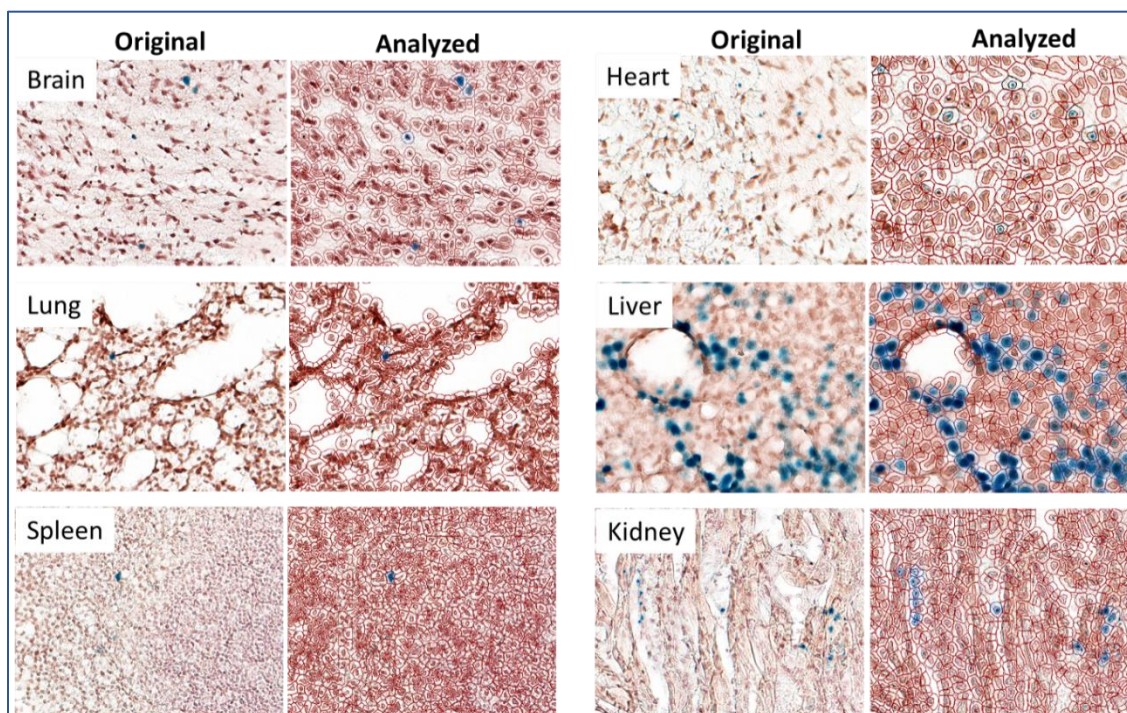 Original Analyzed Original Analyzed
Brain Heart
Lung Liver
Spleen Kidney